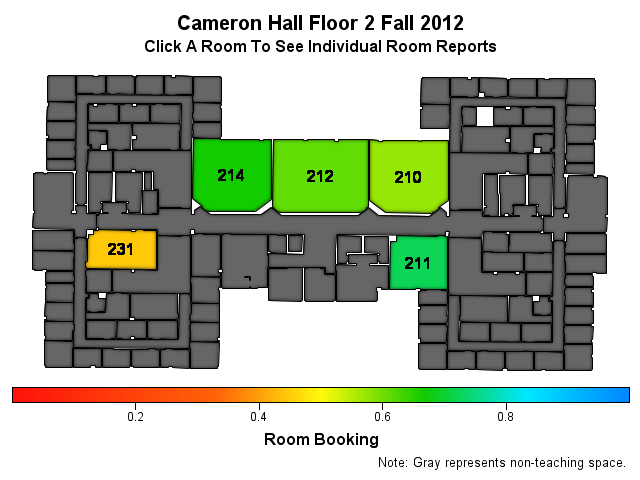 Cameron Hall Floor 2 Fall 2012
Click A Room To See Individual Room Reports
214
212
210
231
211
0.2 0.4 0.6 0.8
Room Booking
Note: Gray represents non-teaching space.